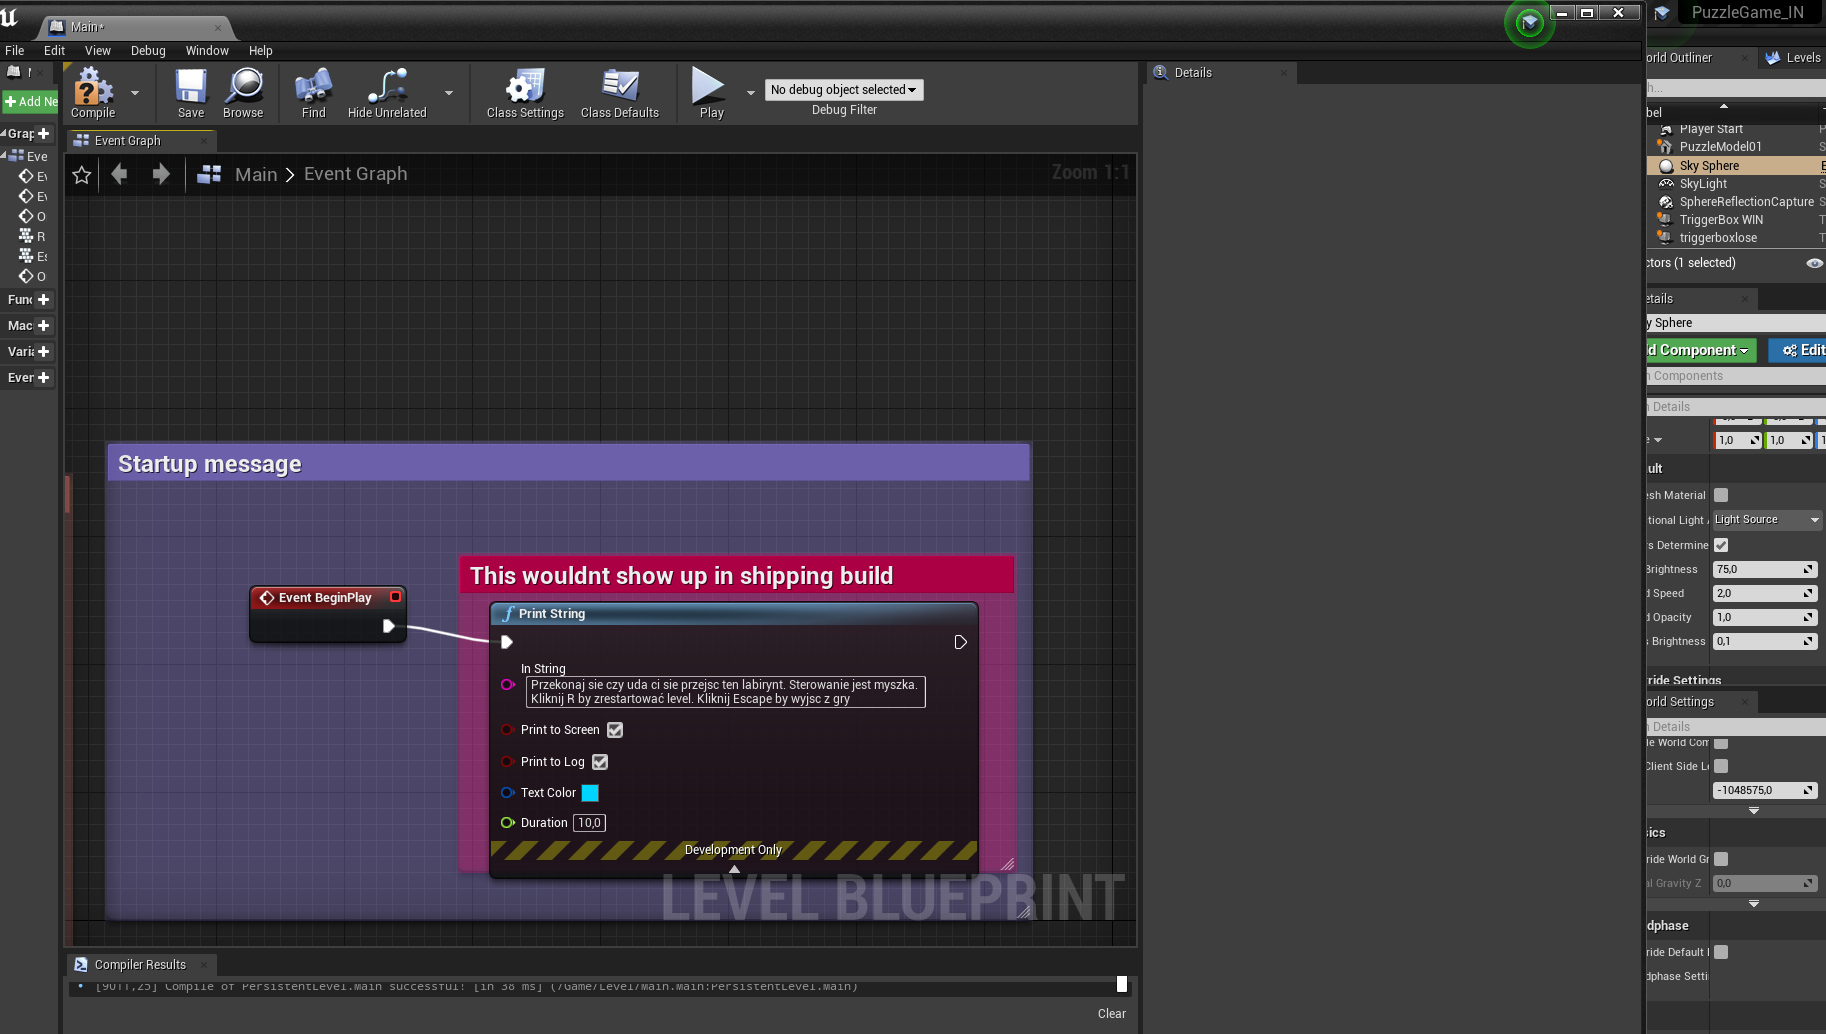 Main*
PuzzleGame_IN
File Edit View Debug Window Help
orld Outliner
Levels
Add Ne
Compile
Save
Browse
Find
Hide Unrelated
Class Settings
Class Defaults
Play
No debug object selected
Debug Filter
Details
bel
Grap
Event Graph
Player Start
PuzzleModel01
Eve
Main > Event Graph
Zoom 1:1
Sky Sphere
Ev
SkyLight
Ev
SphereReflectionCapture
O
TriggerBox WIN
R
triggerboxlose
Es
ctors (1 selected)
O
Func
etails
Mac
y Sphere
Varia
d Component
Edit
Even
Components
Details
1,0
1,0
Startup message
ult
esh Material
tional Light
Light Source
s Determine
This wouldnt show up in shipping build
Brightness
75,0
Event BeginPlay
d Speed
2,0
Print String
d Opacity
1,0
s Brightness
0,1
In String
Przekonaj sie czy uda ci sie przejsc ten labirynt. Sterowanie jest myszka.
Kliknij R by zrestartować level. Kliknij Escape by wyjsc z gry
ride Settings
orld Settings
Print to Screen
Details
le World Com
Print to Log
Client Side L
Text Color
-1048575,0
Duration 10,0
sics
Development Only
ride World Gr
al Gravity Z
0,0
LEVEL BLUEPRINT
dphase
ride Default
Compiler Results
dphase Setti
[9011,25] Compile of PersistentLevel.Main successful! [in 38 ms] (/Game/Level/Main.Main:PersistentLevel.Main)
Clear